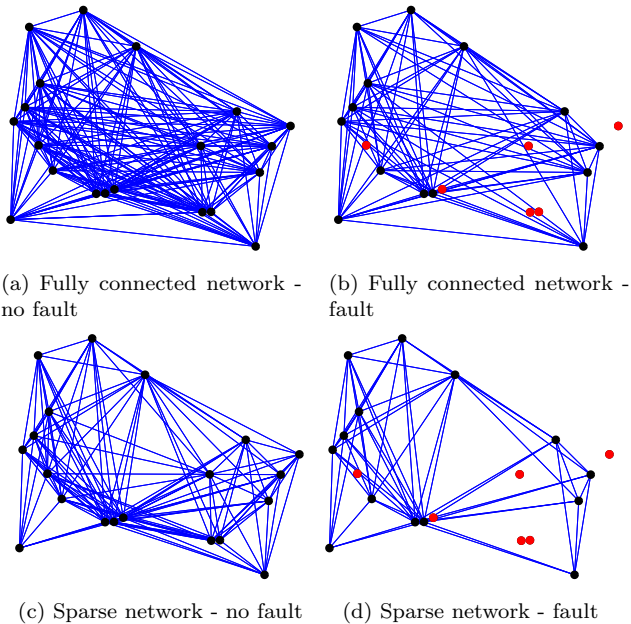 (a) Fully connected network -
no fault
(b) Fully connected network -
fault
(c) Sparse network - no fault
(d) Sparse network - fault